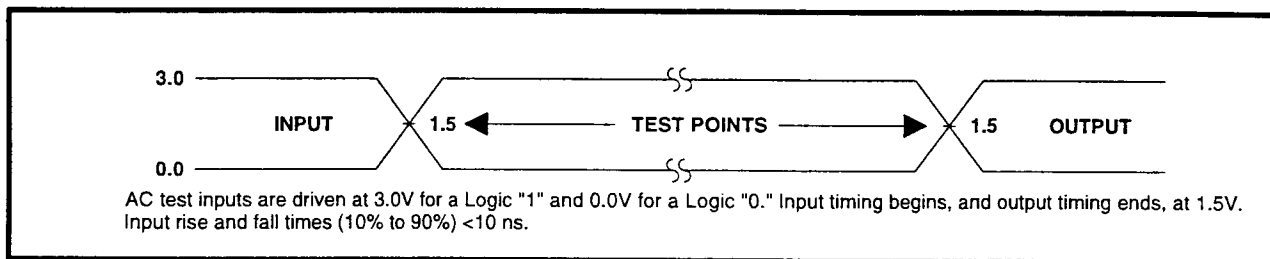 3.0
INPUT 1.5 TEST POINTS 1.5 OUTPUT
0.0
AC test inputs are driven at 3.0V for a Logic "1" and 0.0V for a Logic "0." Input timing begins, and output timing ends, at 1.5V.
Input rise and fall times (10% to 90%) <10 ns.